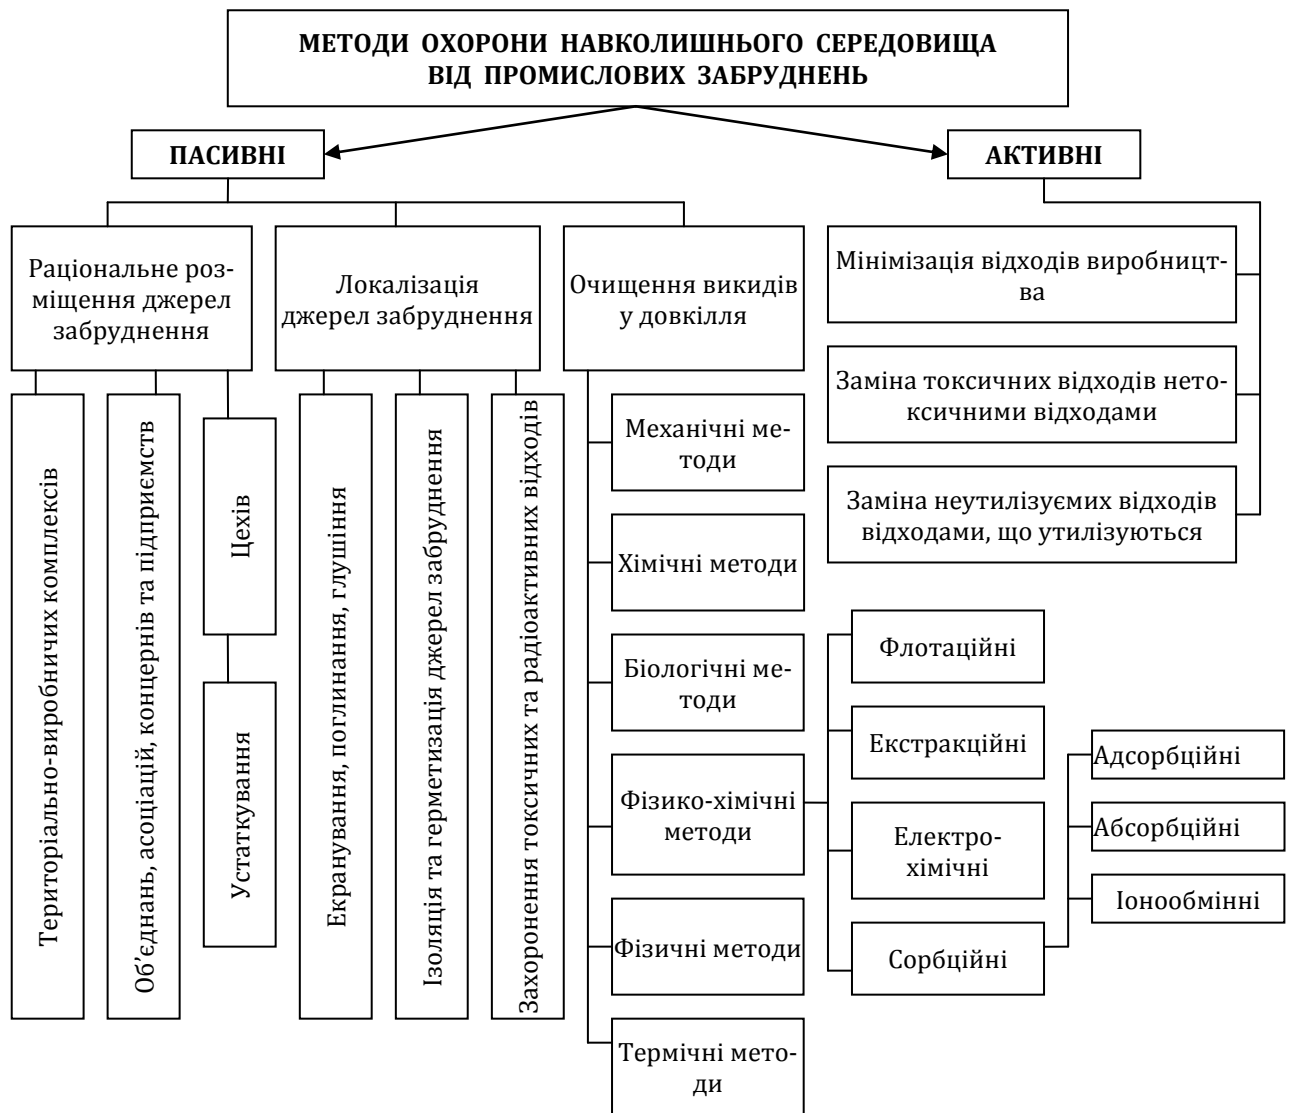 МЕТОДИ ОХОРОНИ НАВКОЛИШНЬОГО СЕРЕДОВИЩА
ВІД ПРОМИСЛОВИХ ЗАБРУДНЕНЬ
ПАСИВНІ
АКТИВНІ
Раціональне роз-
міщення джерел
забруднення
Локалізація
джерел забруднення
Очищення викидів
у довкілля
Мінімізація відходів виробницт-
ва
Заміна токсичних відходів нето-
ксичними відходами
Заміна неутилізуємих відходів
відходами, що утилізуються
Територіально-виробничих комплексів
Об’єднань, асоціацій, концернів та підприємств
Цехів
Устаткування
Екранування, поглинання, глушіння
Ізоляція та герметизація джерел забруднення
Захоронення токсичних та радіоактивних відходів
Механічні ме-
тоди
Хімічні методи
Біологічні ме-
тоди
Фізико-хімічні
методи
Фізичні методи
Термічні мето-
ди
Флотаційні
Екстракційні
Електро-
хімічні
Сорбційні
Адсорбційні
Абсорбційні
Іонообмінні